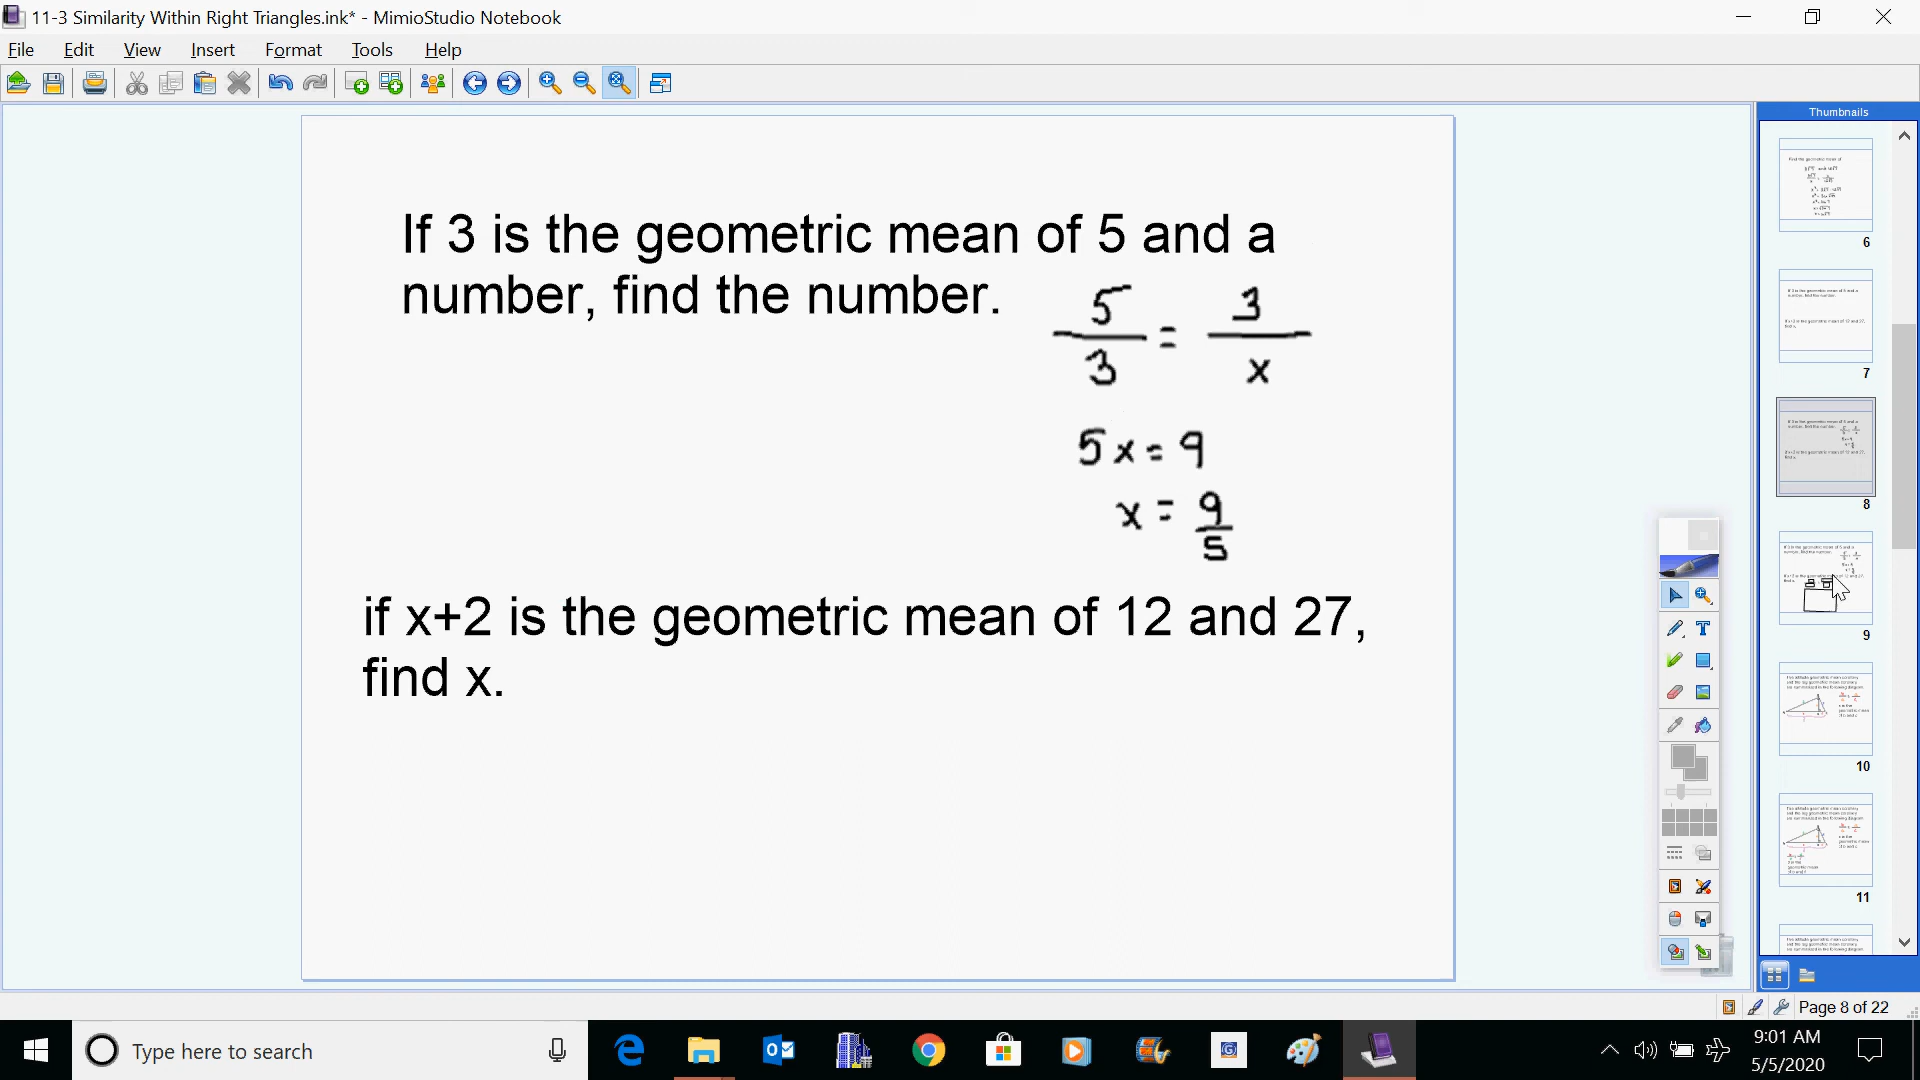 11-3 Similarity Within Right Triangles.ink* - MimioStudio Notebook
File Edit View Insert Format Tools Help
Thumbnails
If 3 is the geometric mean of 5 and a
number, find the number.
5/3 = 3/x
5x = 9
x = 9/5
if x+2 is the geometric mean of 12 and 27,
find x.
6
7
8
9
10
11
Page 8 of 22
Type here to search
9:01 AM
5/5/2020